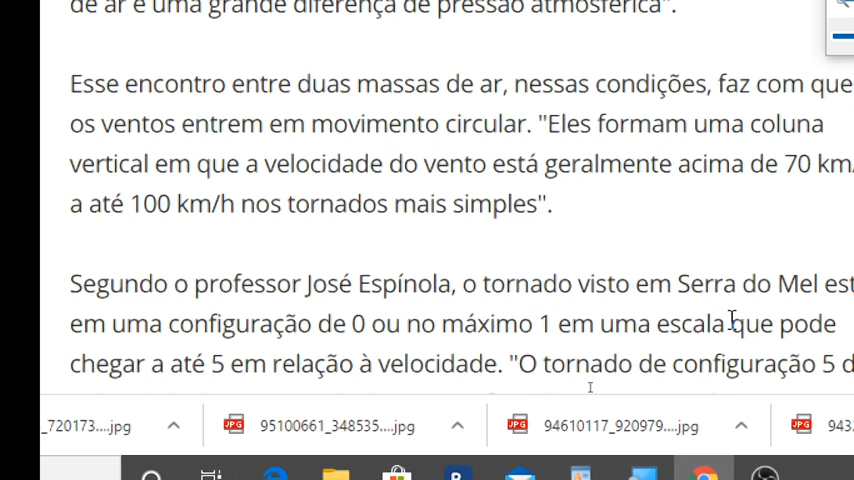 de ar e uma grande diferença de pressão atmosférica".
Esse encontro entre duas massas de ar, nessas condições, faz com que
os ventos entrem em movimento circular. "Eles formam uma coluna
vertical em que a velocidade do vento está geralmente acima de 70 km/
a até 100 km/h nos tornados mais simples".
Segundo o professor José Espínola, o tornado visto em Serra do Mel est
em uma configuração de 0 ou no máximo 1 em uma escala que pode
chegar a até 5 em relação à velocidade. "O tornado de configuração 5 d
_720173....jpg
95100661_348535....jpg
94610117_920979....jpg
943